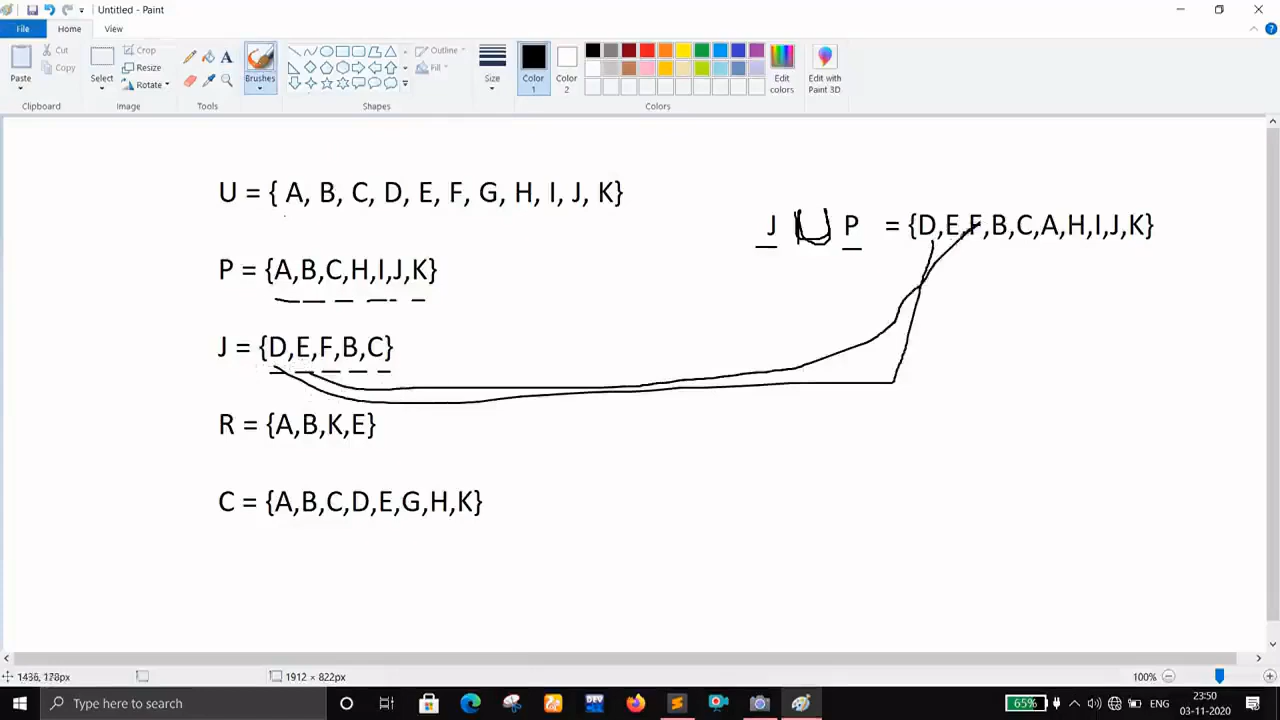 Untitled - Paint
File Home View
Paste Cut Copy Clipboard
Select Crop Resize Rotate Image
Tools
Brushes
Shapes Outline Fill
Size
Color 1 Color 2 Colors
Edit colors
Edit with Paint 3D
U = { A, B, C, D, E, F, G, H, I, J, K}
J U P = {D,E,F,B,C,A,H,I,J,K}
P = {A,B,C,H,I,J,K}
J = {D,E,F,B,C}
R = {A,B,K,E}
C = {A,B,C,D,E,G,H,K}
1436, 178px 1912 × 822px 100%
Type here to search DEV 65% ENG 23:50
03-11-2020